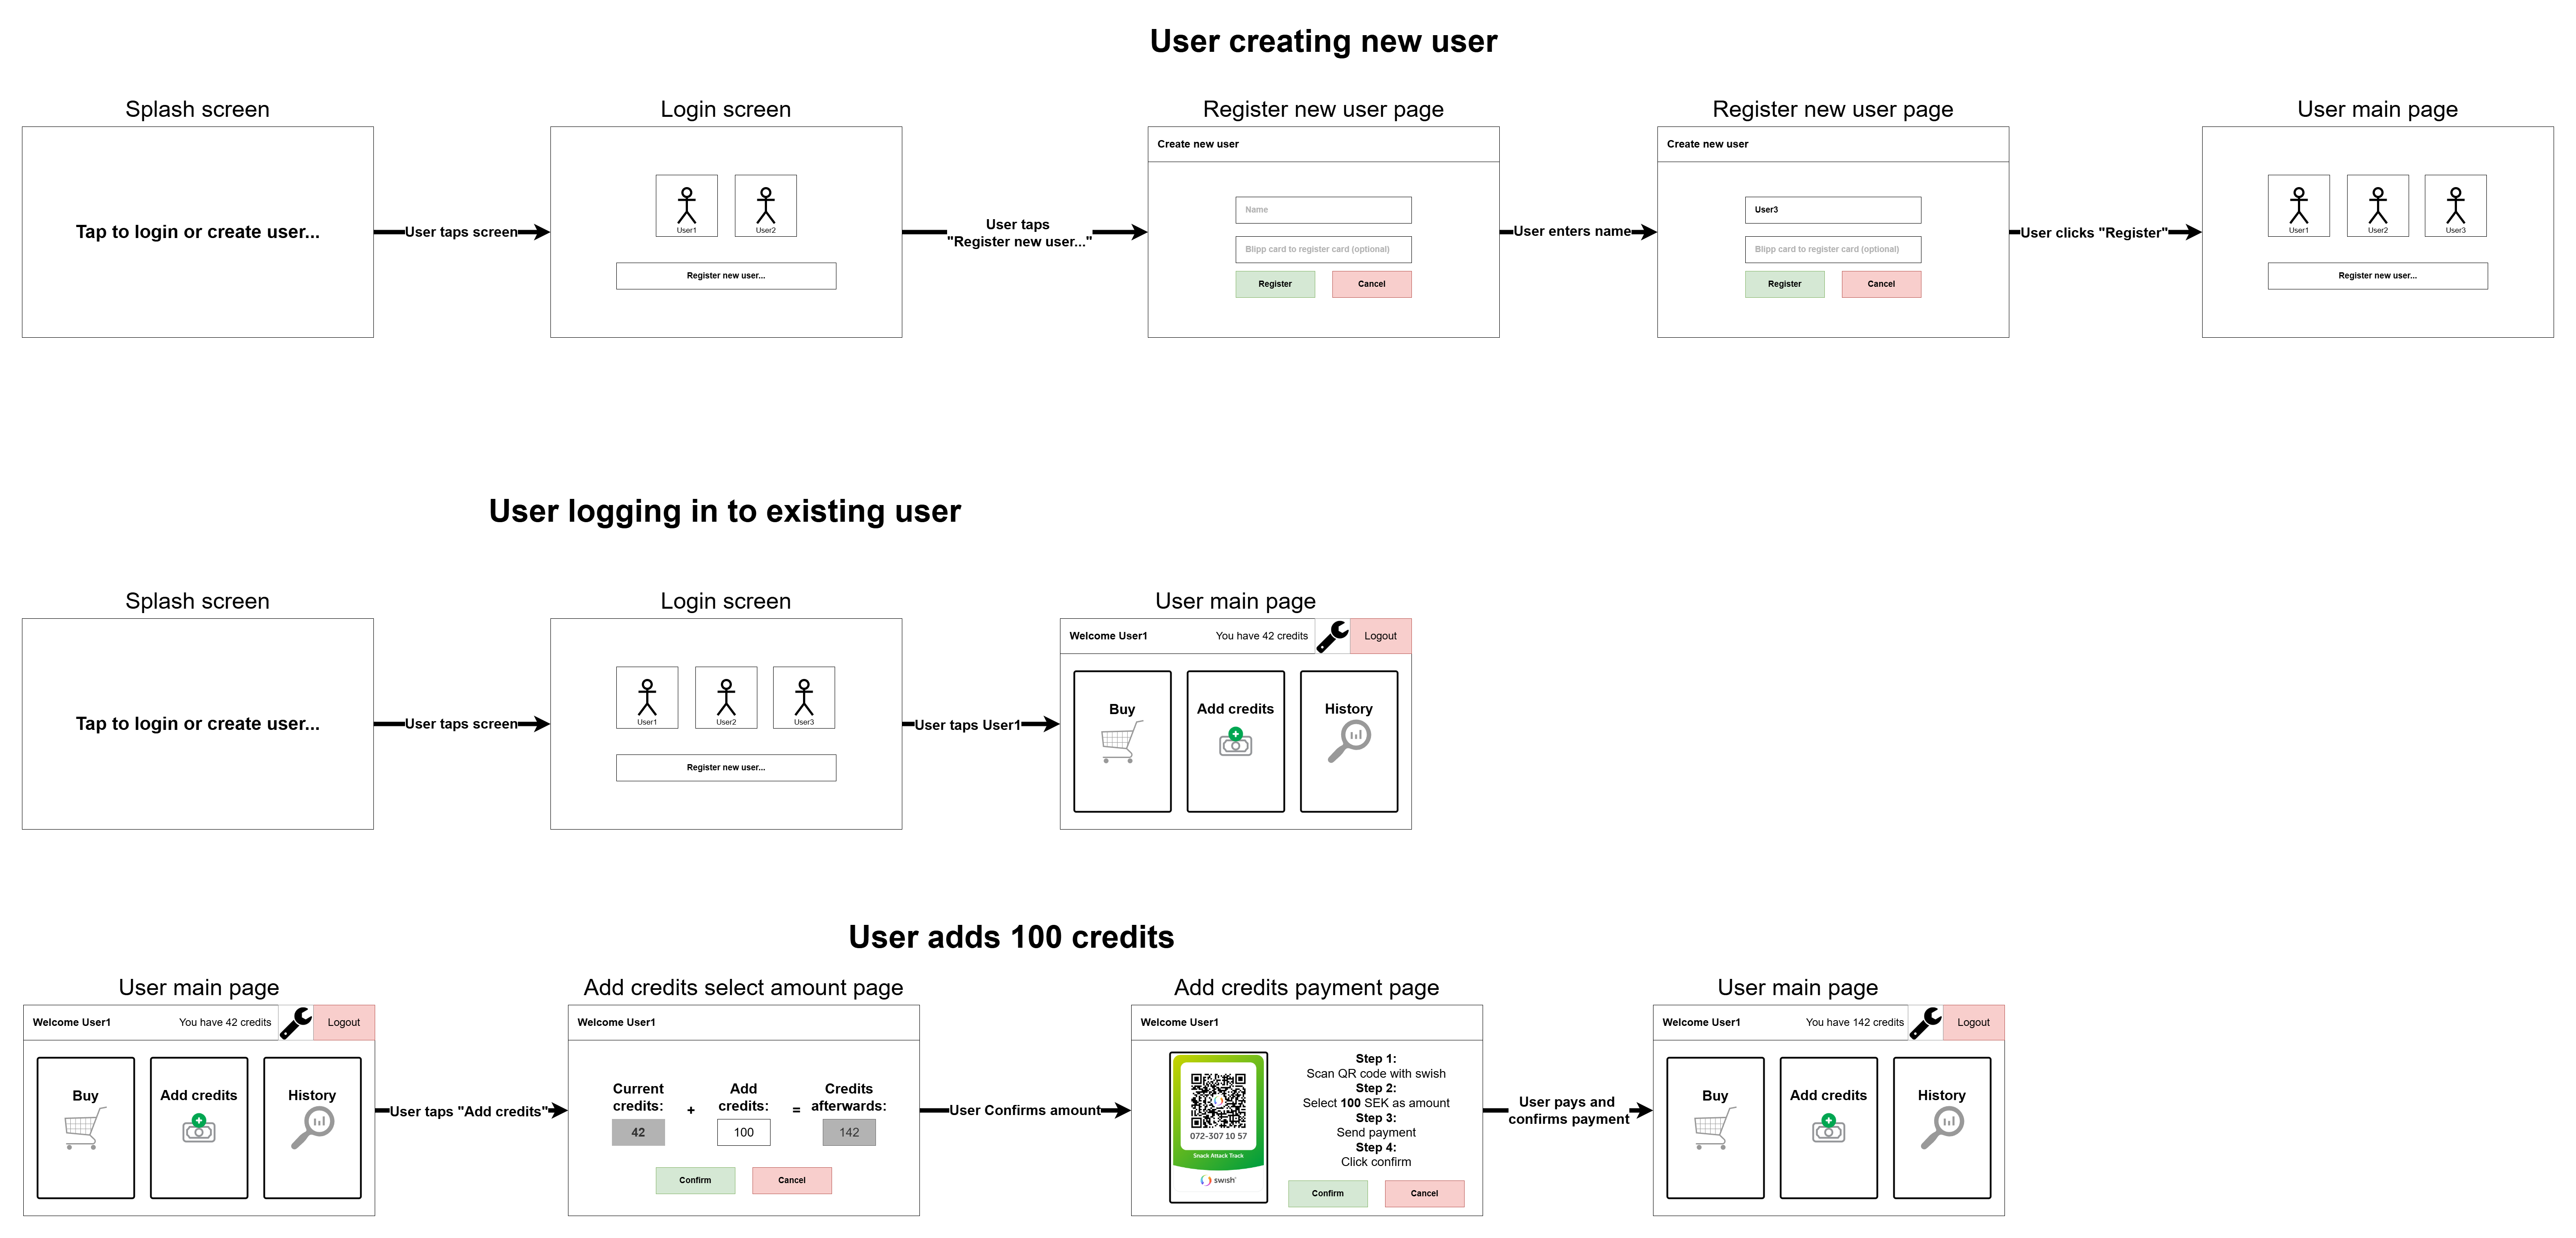 User creating new user
Splash screen
Login screen
Register new user page
Register new user page
User main page
Tap to login or create user...
User taps screen
User1
User2
Register new user...
User taps
"Register new user..."
Create new user
Name
Blipp card to register card (optional)
Register
Cancel
User enters name
Create new user
User3
Blipp card to register card (optional)
Register
Cancel
User clicks "Register"
User1
User2
User3
Register new user...
User logging in to existing user
Splash screen
Login screen
User main page
Tap to login or create user...
User taps screen
User1
User2
User3
Register new user...
User taps User1
Welcome User1
You have 42 credits
Logout
Buy
Add credits
History
User adds 100 credits
User main page
Add credits select amount page
Add credits payment page
User main page
Welcome User1
You have 42 credits
Logout
Buy
Add credits
History
User taps "Add credits"
Welcome User1
Current
credits:
42
+
Add
credits:
100
=
Credits
afterwards:
142
Confirm
Cancel
User Confirms amount
Welcome User1
072-307 10 57
Snack Attack Track
swish
Step 1:
Scan QR code with swish
Step 2:
Select 100 SEK as amount
Step 3:
Send payment
Step 4:
Click confirm
Confirm
Cancel
User pays and
confirms payment
Welcome User1
You have 142 credits
Logout
Buy
Add credits
History